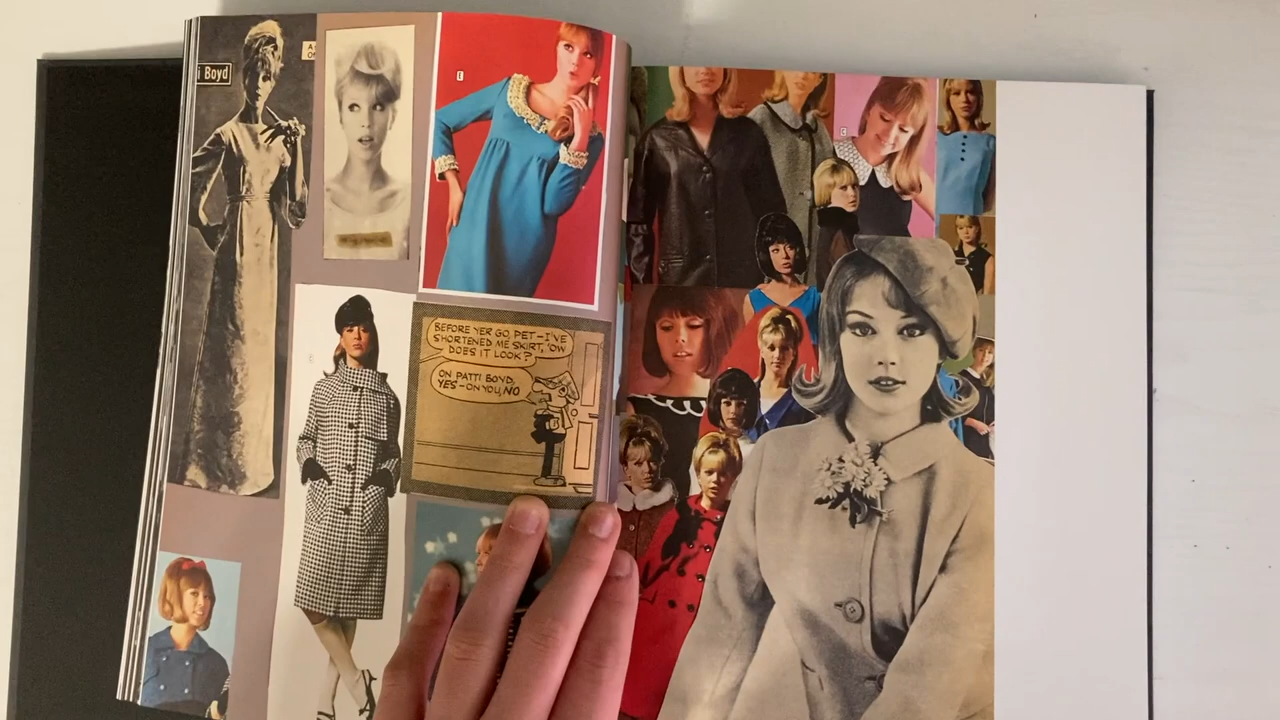 i Boyd
E
C
BEFORE YER GO, PET-I'VE
SHORTENED ME SKIRT, 'OW
DOES IT LOOK?
ON PATTI BOYD,
YES-ON YOU, NO